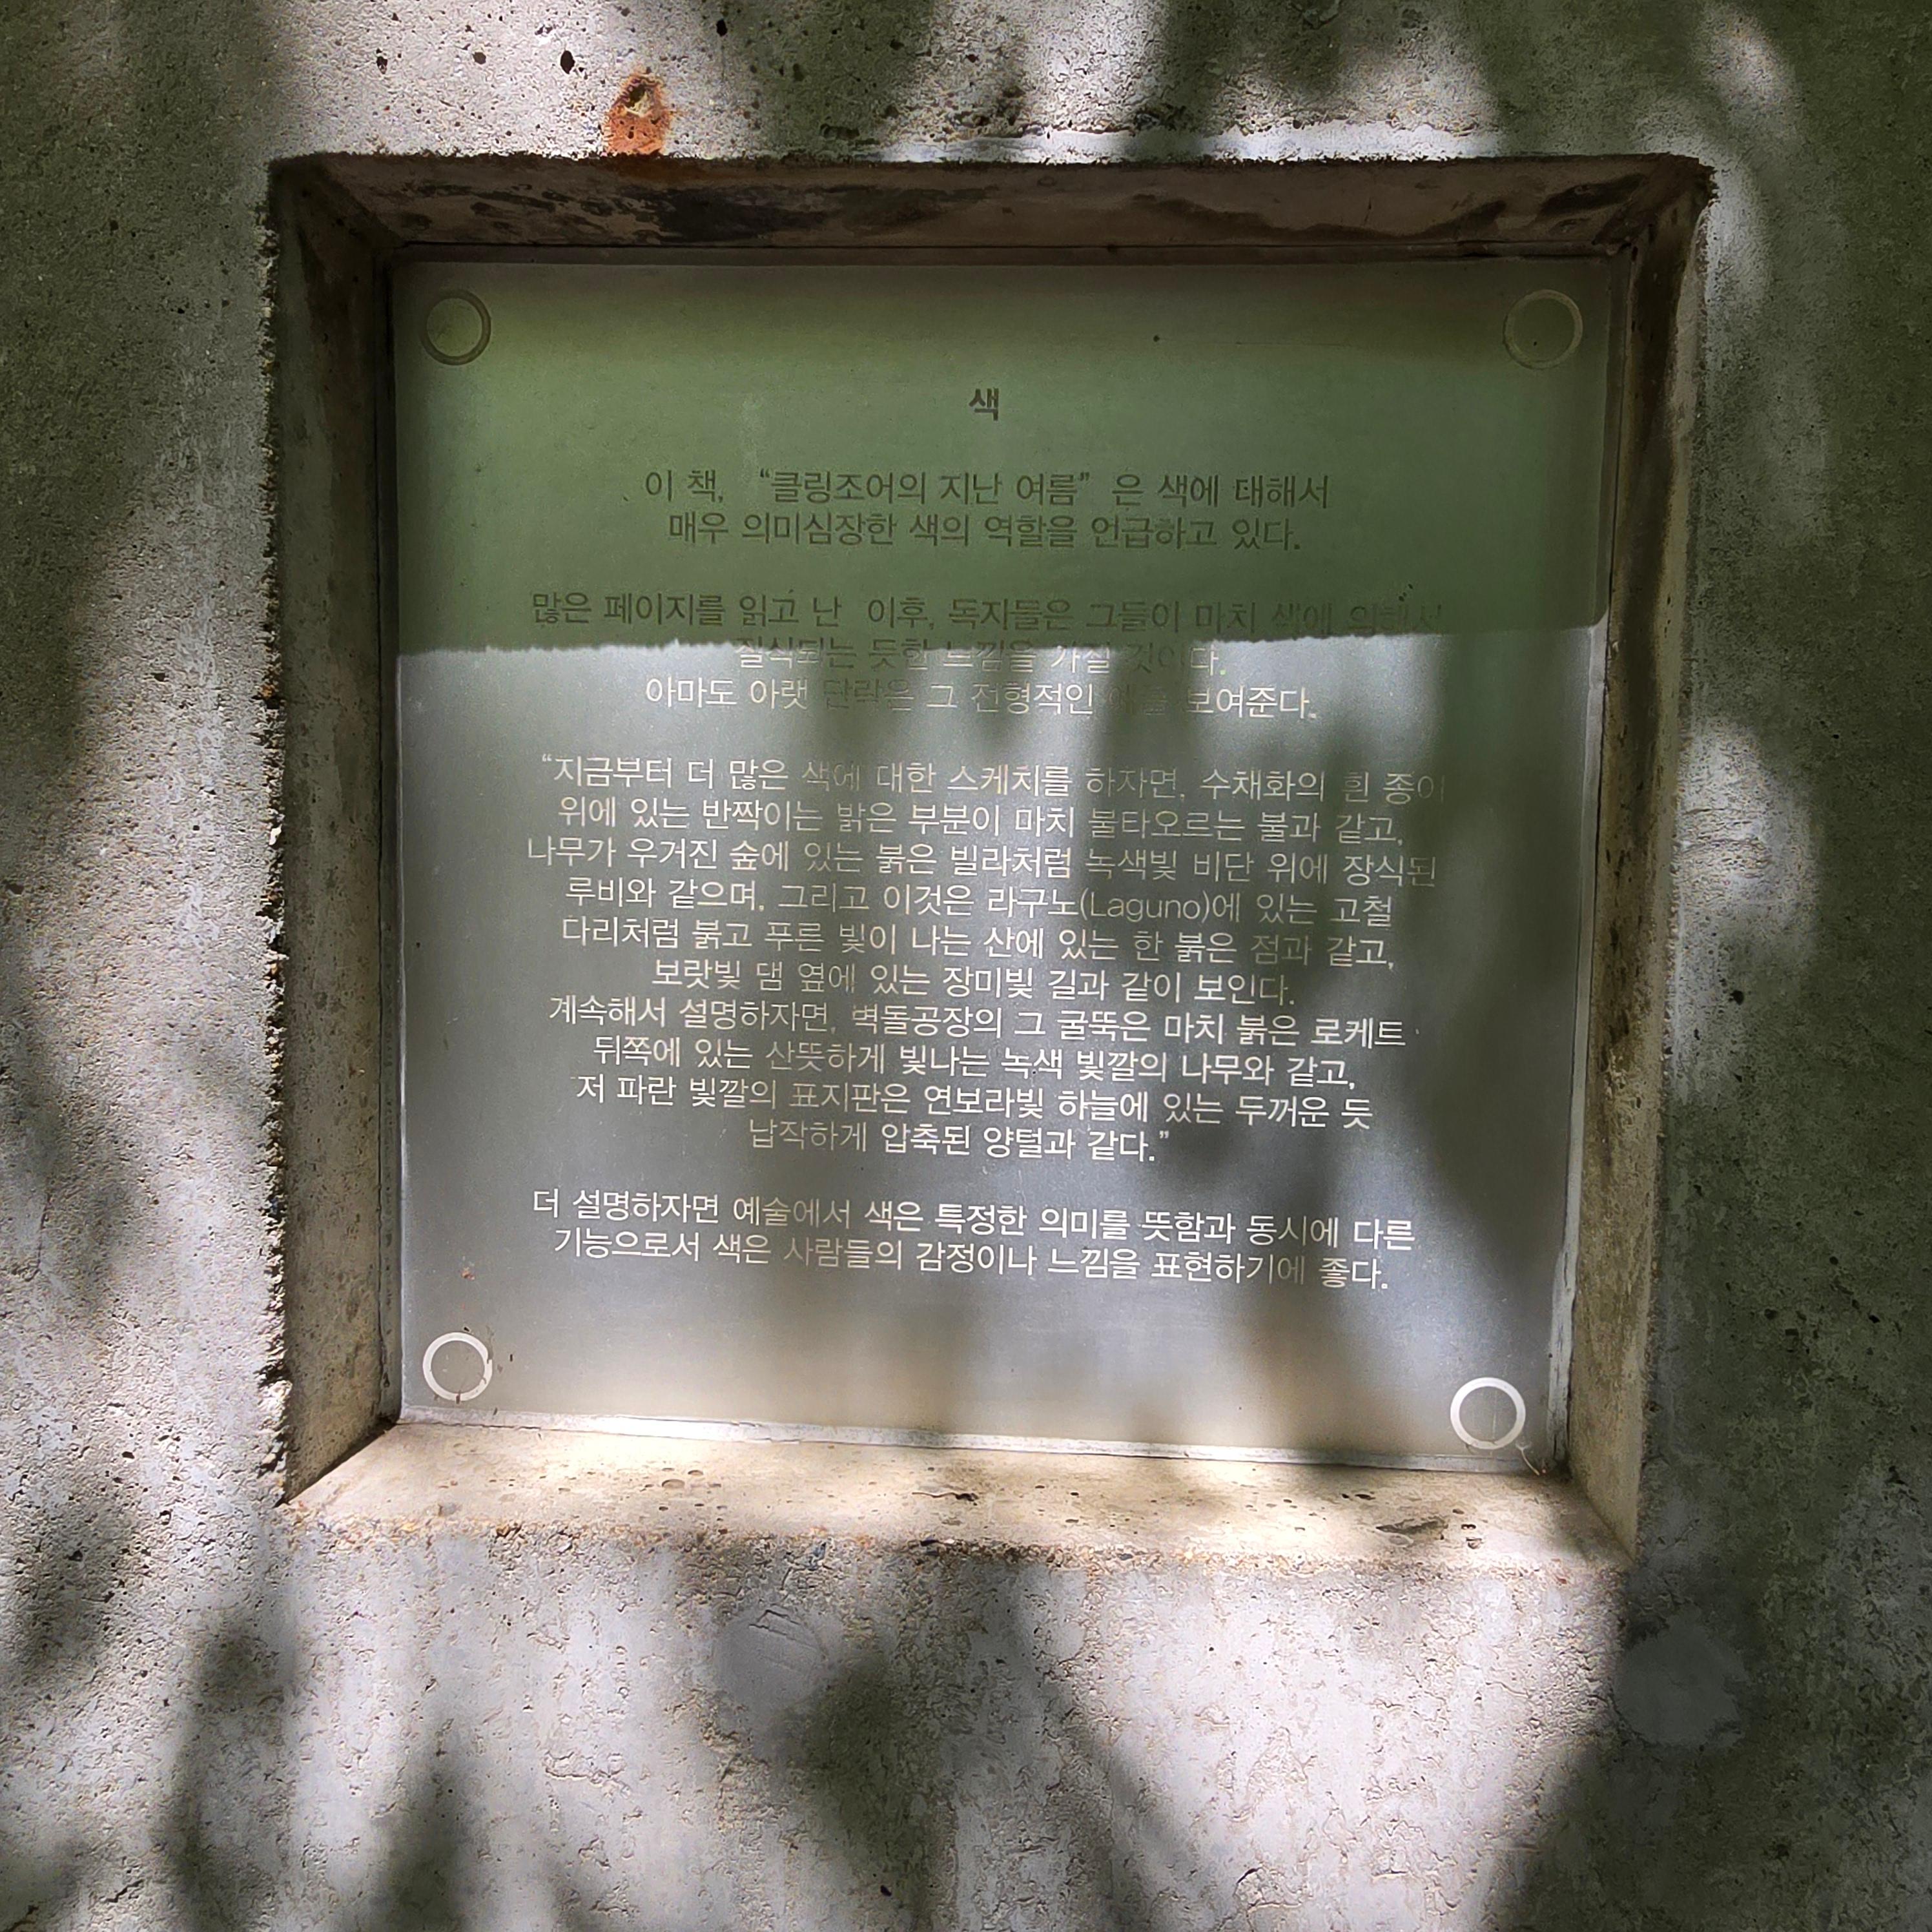 색
이 책, “클링조어의 지난 여름” 은 색에 대해서
매우 의미심장한 색의 역할을 언급하고 있다.
많은 페이지를 읽고 난 이후, 독자들은 그들이 마치 색에 의해서
질식되는 듯한 느낌을 가질 것이다.
아마도 아랫 단락은 그 전형적인 예를 보여준다.
“지금부터 더 많은 색에 대한 스케치를 하자면, 수채화의 흰 종이
위에 있는 반짝이는 밝은 부분이 마치 불타오르는 불과 같고,
나무가 우거진 숲에 있는 붉은 빌라처럼 녹색빛 비단 위에 장식된
루비와 같으며, 그리고 이것은 라구노(Laguno)에 있는 고철
다리처럼 붉고 푸른 빛이 나는 산에 있는 한 붉은 점과 같고,
보랏빛 댐 옆에 있는 장미빛 길과 같이 보인다.
계속해서 설명하자면, 벽돌공장의 그 굴뚝은 마치 붉은 로케트
뒤쪽에 있는 산뜻하게 빛나는 녹색 빛깔의 나무와 같고,
저 파란 빛깔의 표지판은 연보라빛 하늘에 있는 두꺼운 듯
납작하게 압축된 양털과 같다.”
더 설명하자면 예술에서 색은 특정한 의미를 뜻함과 동시에 다른
기능으로서 색은 사람들의 감정이나 느낌을 표현하기에 좋다.